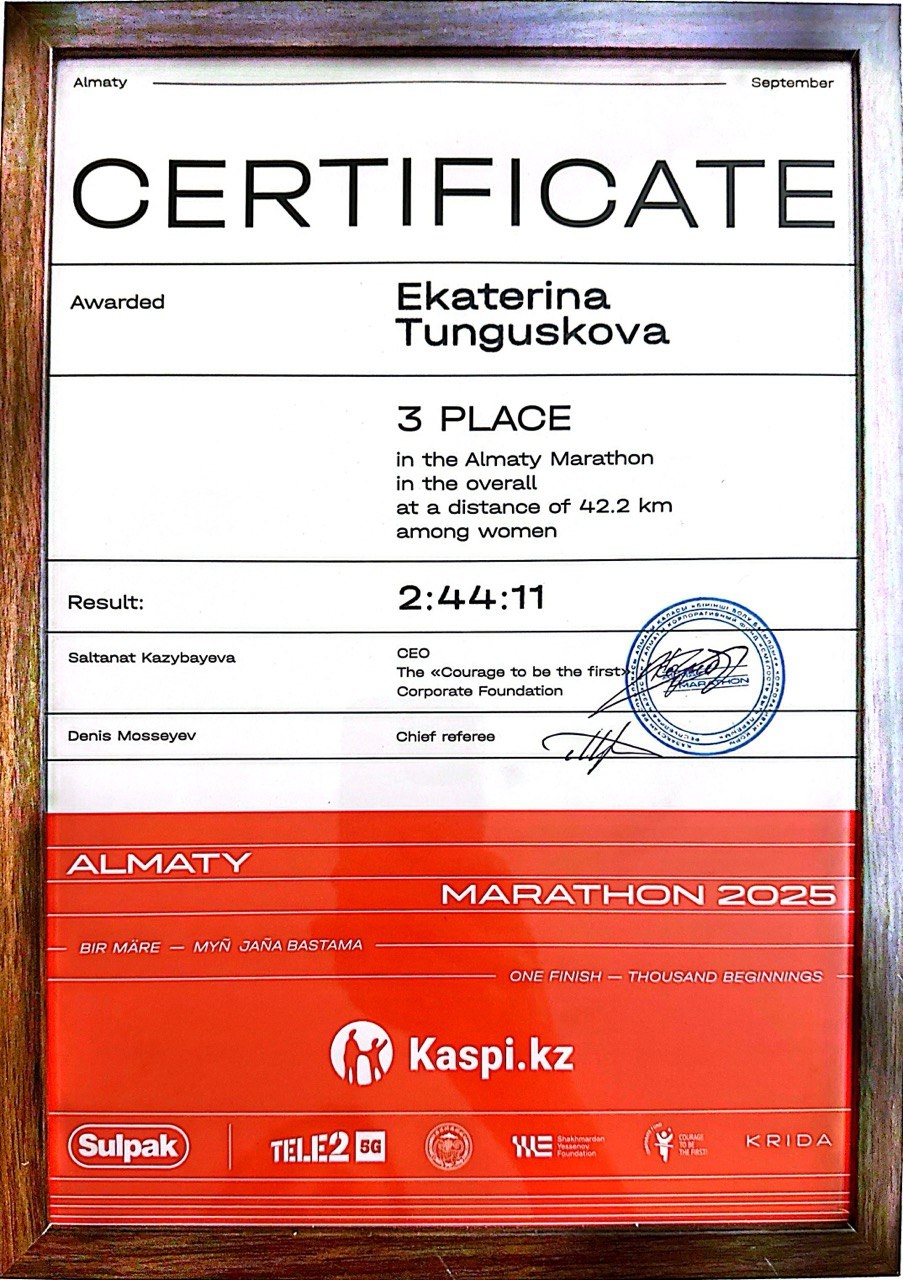 Almaty
September
CERTIFICATE
Awarded
Ekaterina
Tunguskova
3 PLACE
in the Almaty Marathon
in the overall
at a distance of 42.2 km
among women
Result:
2:44:11
Saltanat Kazybayeva
CEO
The «Courage to be the first»
Corporate Foundation
MARATHON
Denis Mosseyev
Chief referee
ALMATY
MARATHON 2025
BIR MÄRE — MYŃ JAŃA BASTAMA
ONE FINISH — THOUSAND BEGINNINGS
Kaspi.kz
Sulpak
TELE2 5G
Shakhmardan
Yessenov
Foundation
COURAGE
TO BE
THE FIRST!
KRIDA